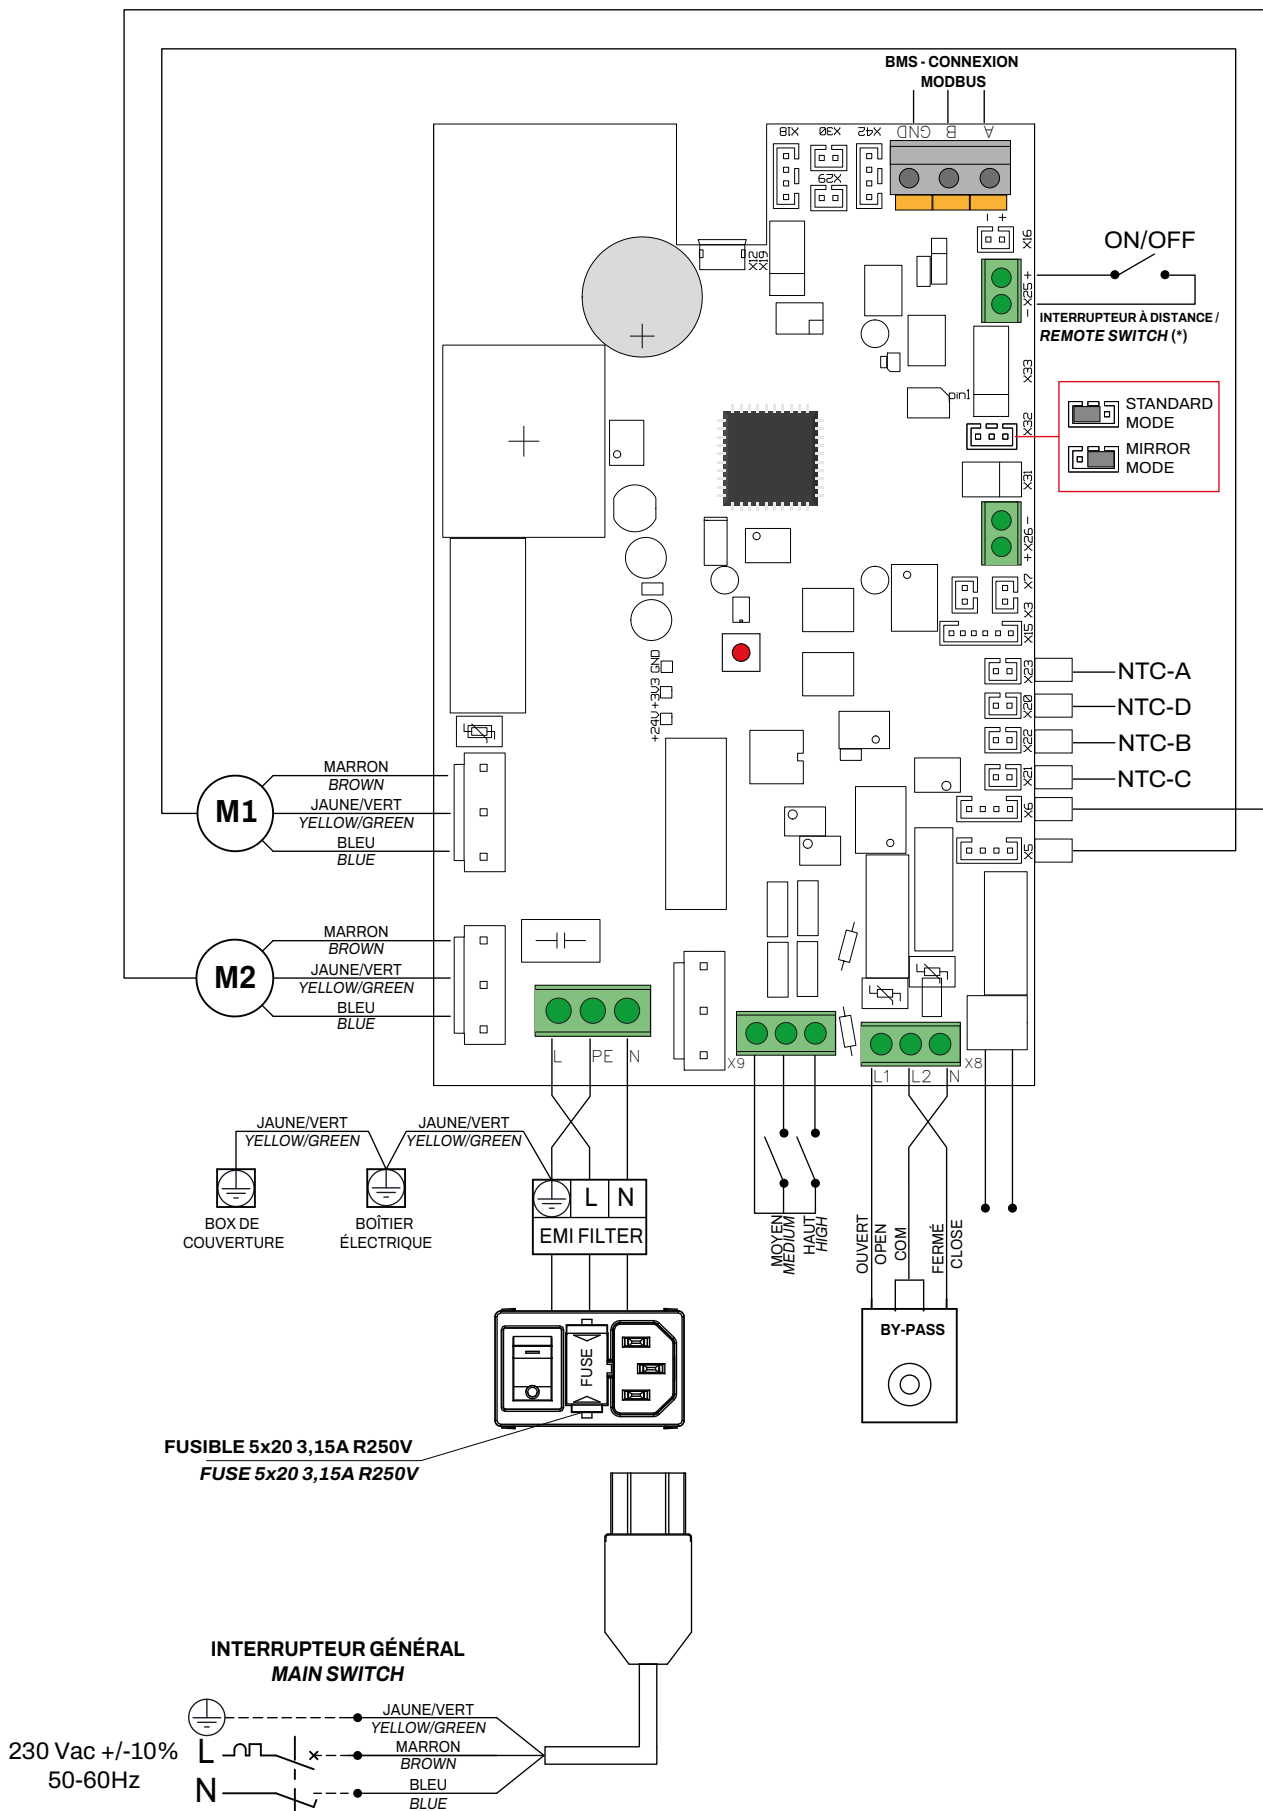 BMS - CONNEXION
MODBUS
X18
X30
X42
GND
B
A
X29
- +
X16
X12
X19
ON/OFF
- X25 +
INTERRUPTEUR À DISTANCE /
REMOTE SWITCH (*)
X33
pin1
X32
STANDARD
MODE
MIRROR
MODE
X31
+ X26 -
X7
X3
X15
GND
+3V3
+24V
X23
NTC-A
X20
NTC-D
X22
NTC-B
X21
NTC-C
X6
X5
M1
MARRON
BROWN
JAUNE/VERT
YELLOW/GREEN
BLEU
BLUE
M2
MARRON
BROWN
JAUNE/VERT
YELLOW/GREEN
BLEU
BLUE
L
PE
N
X9
L1
L2
N
X8
JAUNE/VERT
YELLOW/GREEN
JAUNE/VERT
YELLOW/GREEN
BOX DE
COUVERTURE
BOÎTIER
ÉLECTRIQUE
L
N
EMI FILTER
MOYEN
MEDIUM
HAUT
HIGH
OUVERT
OPEN
COM
FERMÉ
CLOSE
BY-PASS
FUSE
FUSIBLE 5x20 3,15A R250V
FUSE 5x20 3,15A R250V
INTERRUPTEUR GÉNÉRAL
MAIN SWITCH
JAUNE/VERT
YELLOW/GREEN
230 Vac +/-10%
50-60Hz
L
MARRON
BROWN
N
BLEU
BLUE